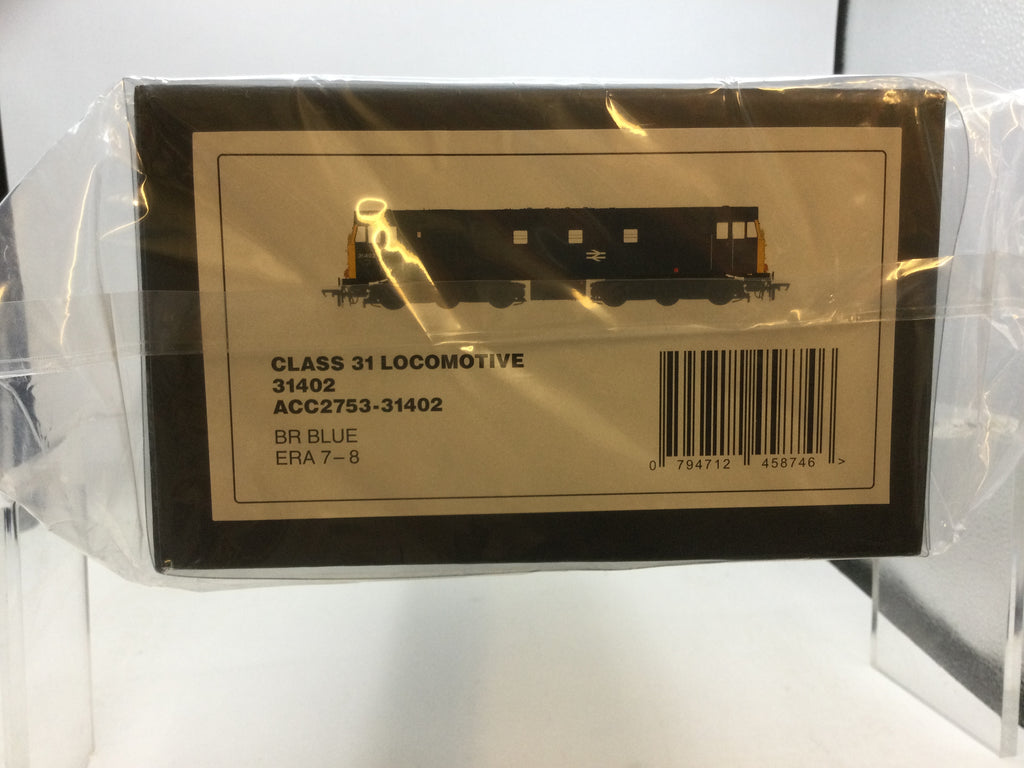 CLASS 31 LOCOMOTIVE
31402
ACC2753-31402
BR BLUE
ERA 7–8
0 794712 458746 >